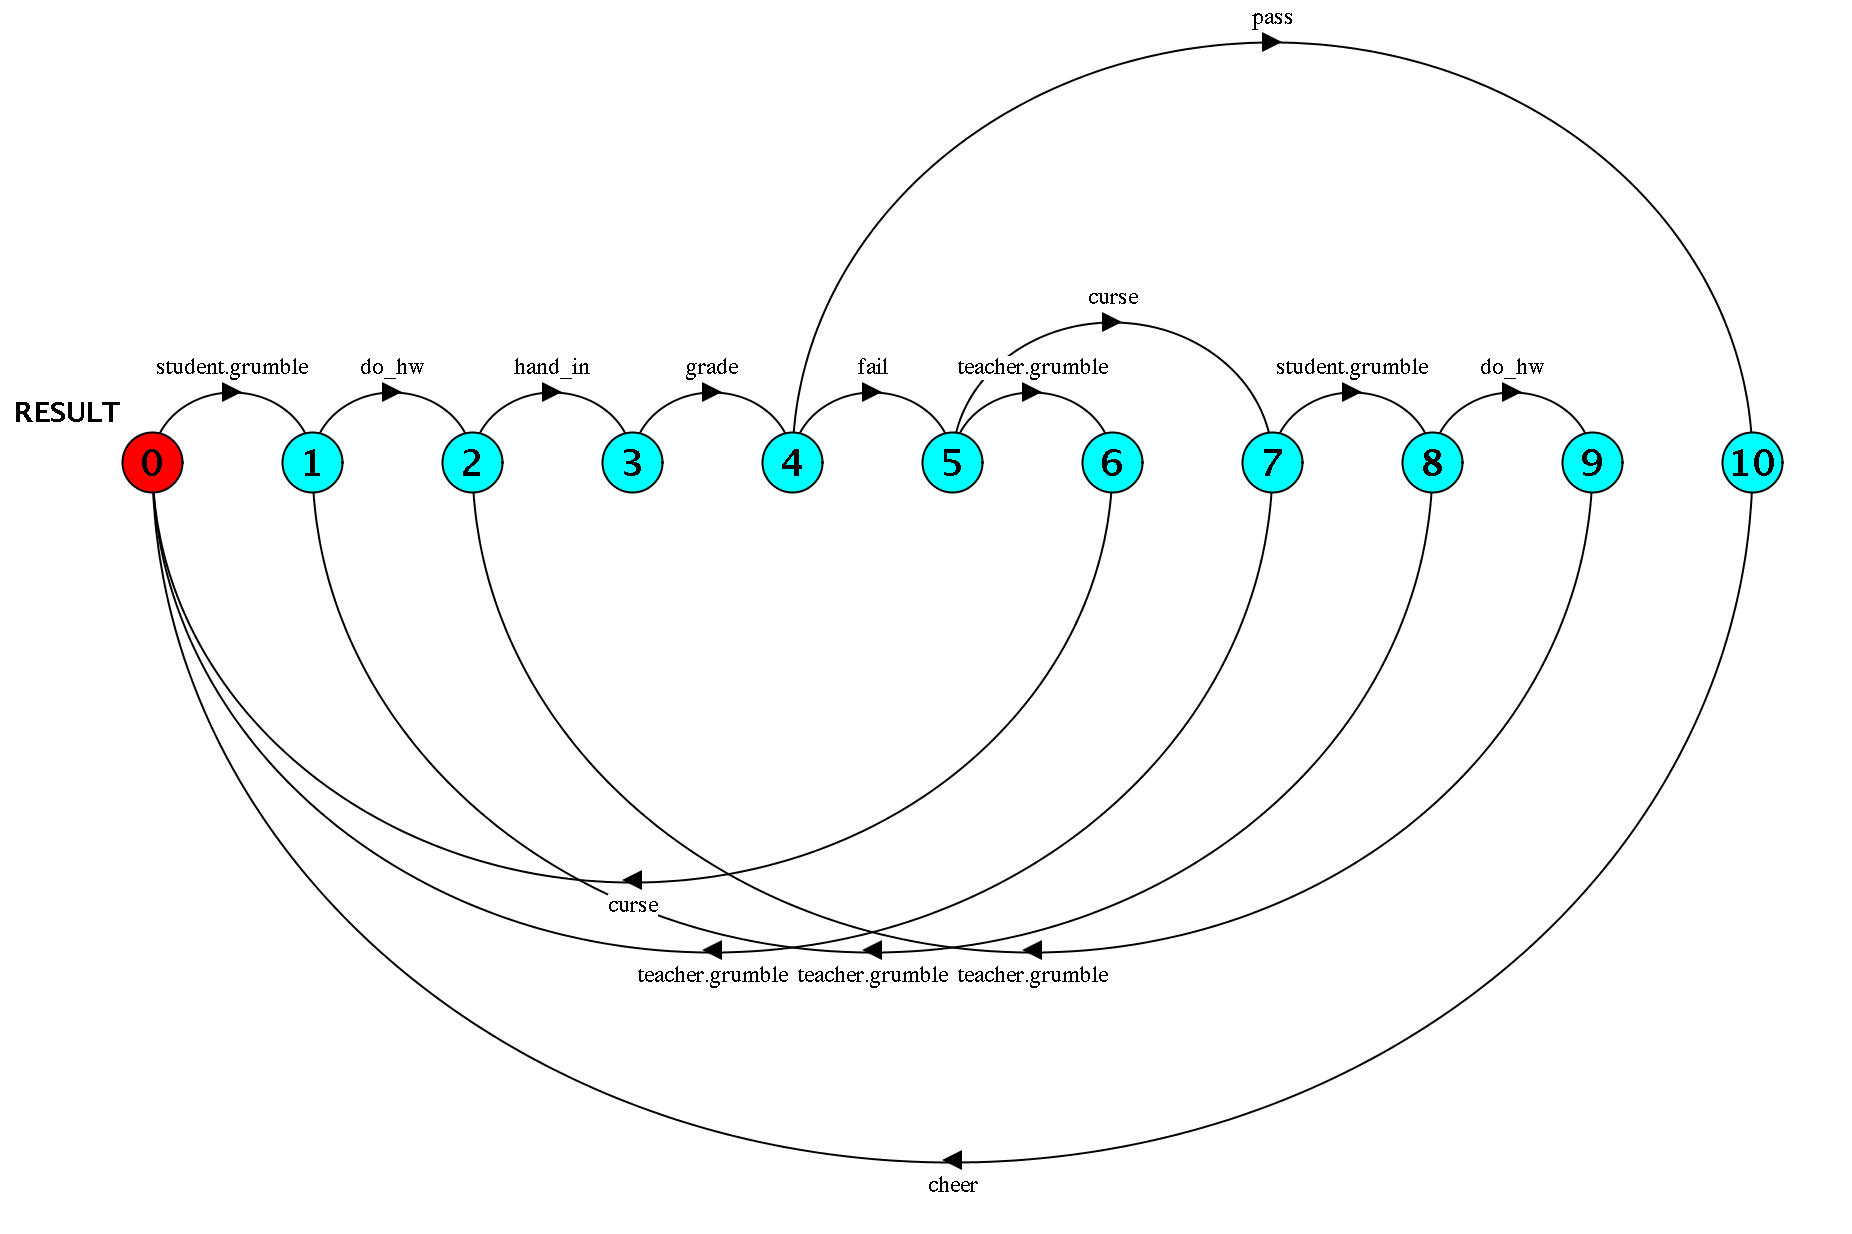 pass
curse
student.grumble
do_hw
hand_in
grade
fail
teacher.grumble
student.grumble
do_hw
RESULT
0
1
2
3
4
5
6
7
8
9
10
curse
teacher.grumble
teacher.grumble
teacher.grumble
cheer